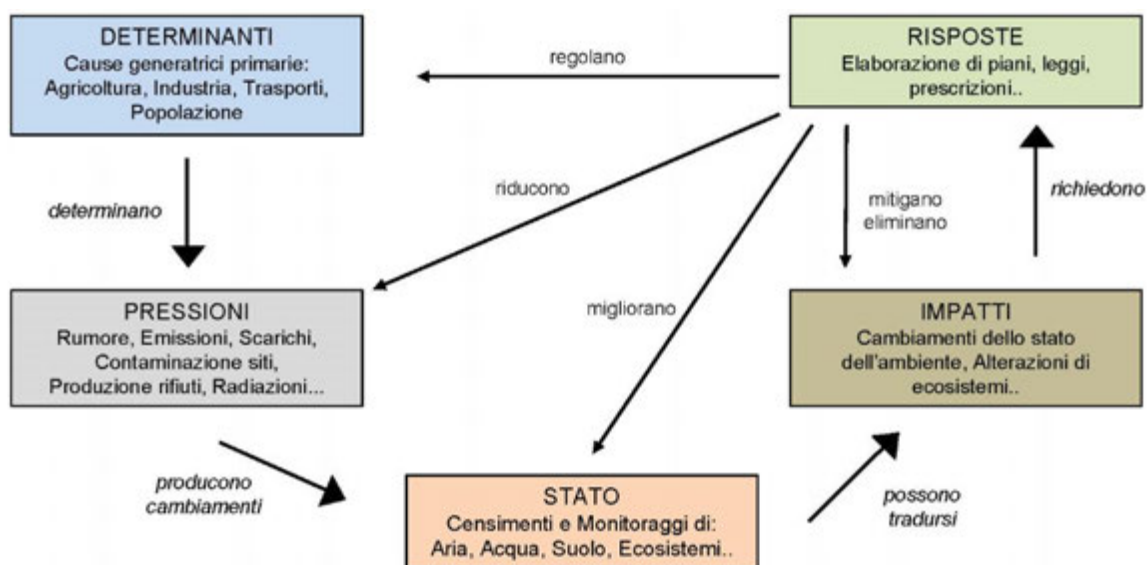 DETERMINANTI
Cause generatrici primarie:
Agricoltura, Industria, Trasporti,
Popolazione
regolano
RISPOSTE
Elaborazione di piani, leggi,
prescrizioni..
determinano
riducono
mitigano
eliminano
richiedono
PRESSIONI
Rumore, Emissioni, Scarichi,
Contaminazione siti,
Produzione rifiuti, Radiazioni...
migliorano
IMPATTI
Cambiamenti dello stato
dell'ambiente, Alterazioni di
ecosistemi..
producono
cambiamenti
STATO
Censimenti e Monitoraggi di:
Aria, Acqua, Suolo, Ecosistemi..
possono
tradursi